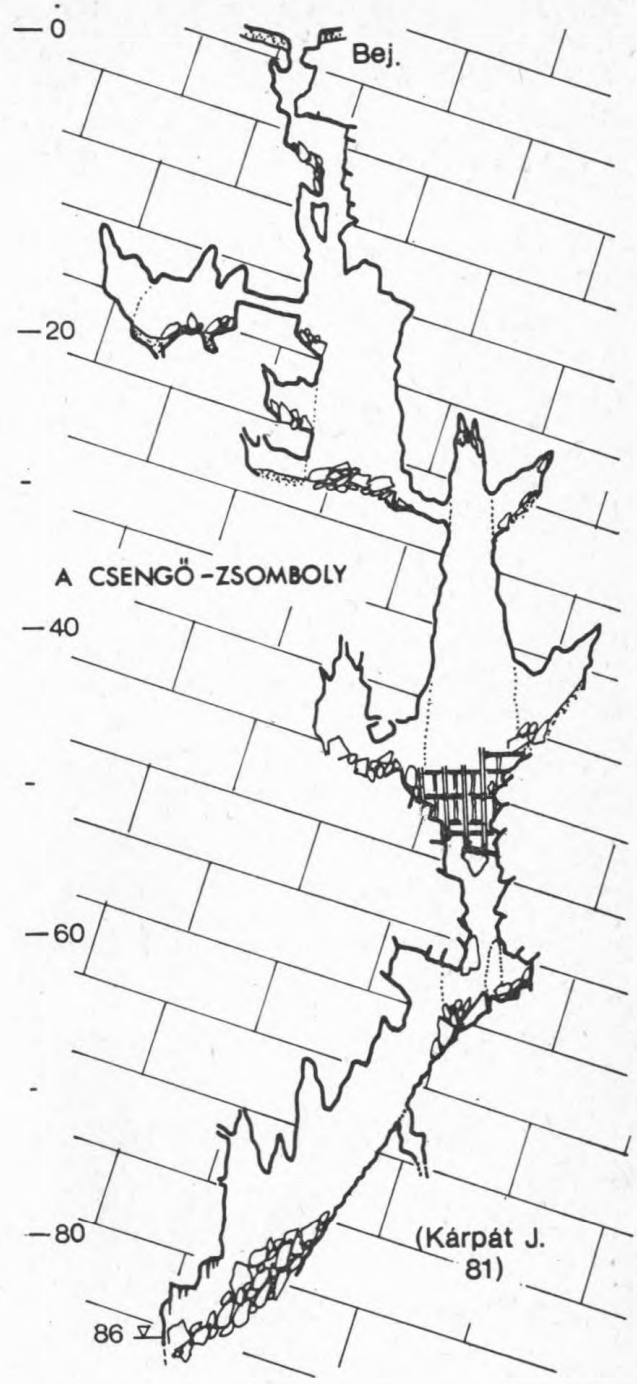 —0
Bej.
—20
A CSENGŐ-ZSOMBOLY
—40
—60
—80
(Kárpát J.
81)
86